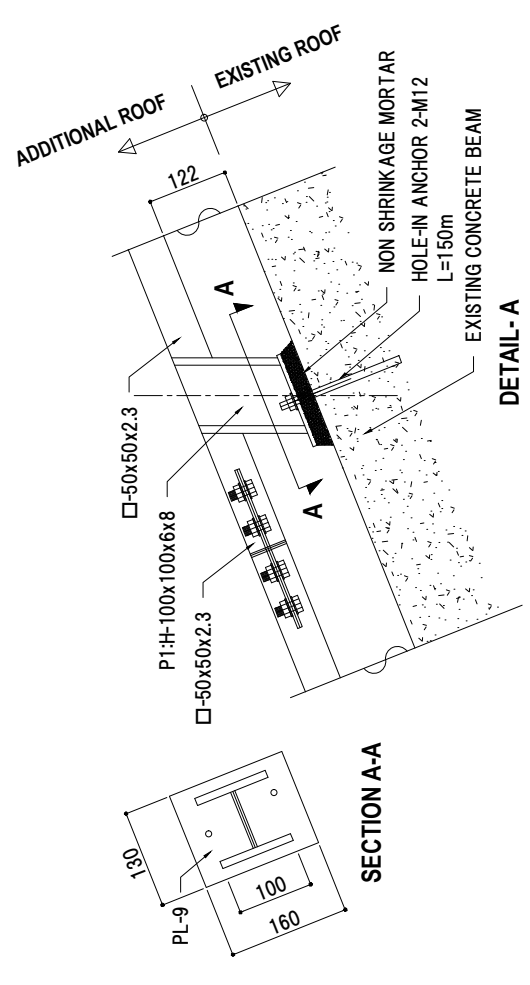 ADDITIONAL ROOF
EXISTING ROOF
122
□-50x50x2.3
P1:H-100x100x6x8
□-50x50x2.3
A
A
NON SHRINKAGE MORTAR
HOLE-IN ANCHOR 2-M12
L=150m
EXISTING CONCRETE BEAM
DETAIL- A
130
PL-9
100
160
SECTION A-A